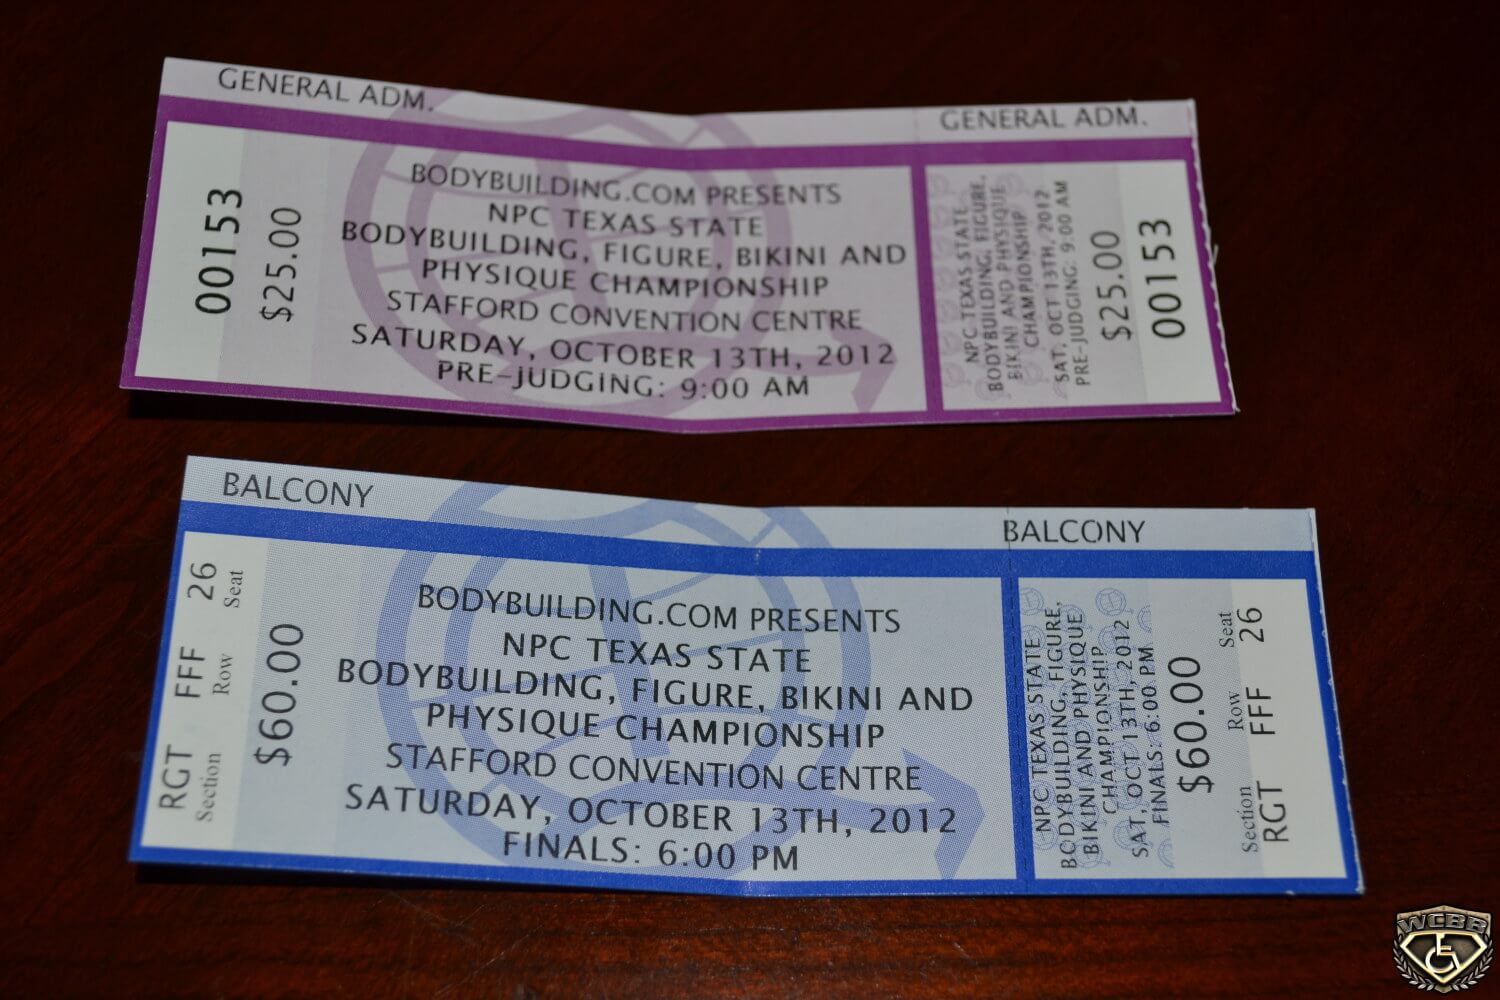 GENERAL ADM.
GENERAL ADM.
00153
$25.00
BODYBUILDING.COM PRESENTS
NPC TEXAS STATE
BODYBUILDING, FIGURE, BIKINI AND
PHYSIQUE CHAMPIONSHIP
STAFFORD CONVENTION CENTRE
SATURDAY, OCTOBER 13TH, 2012
PRE-JUDGING: 9:00 AM
NPC TEXAS STATE
BODYBUILDING, FIGURE,
BIKINI AND PHYSIQUE
CHAMPIONSHIP
SAT, OCT 13TH, 2012
PRE-JUDGING: 9:00 AM
$25.00
00153
BALCONY
BALCONY
RGT FFF 26
Section Row Seat
$60.00
BODYBUILDING.COM PRESENTS
NPC TEXAS STATE
BODYBUILDING, FIGURE, BIKINI AND
PHYSIQUE CHAMPIONSHIP
STAFFORD CONVENTION CENTRE
SATURDAY, OCTOBER 13TH, 2012
FINALS: 6:00 PM
NPC TEXAS STATE
BODYBUILDING, FIGURE,
BIKINI AND PHYSIQUE
CHAMPIONSHIP
SAT, OCT. 13TH, 2012
FINALS: 6:00 PM.
$60.00
Section Row Seat
RGT FFF 26
WCBB